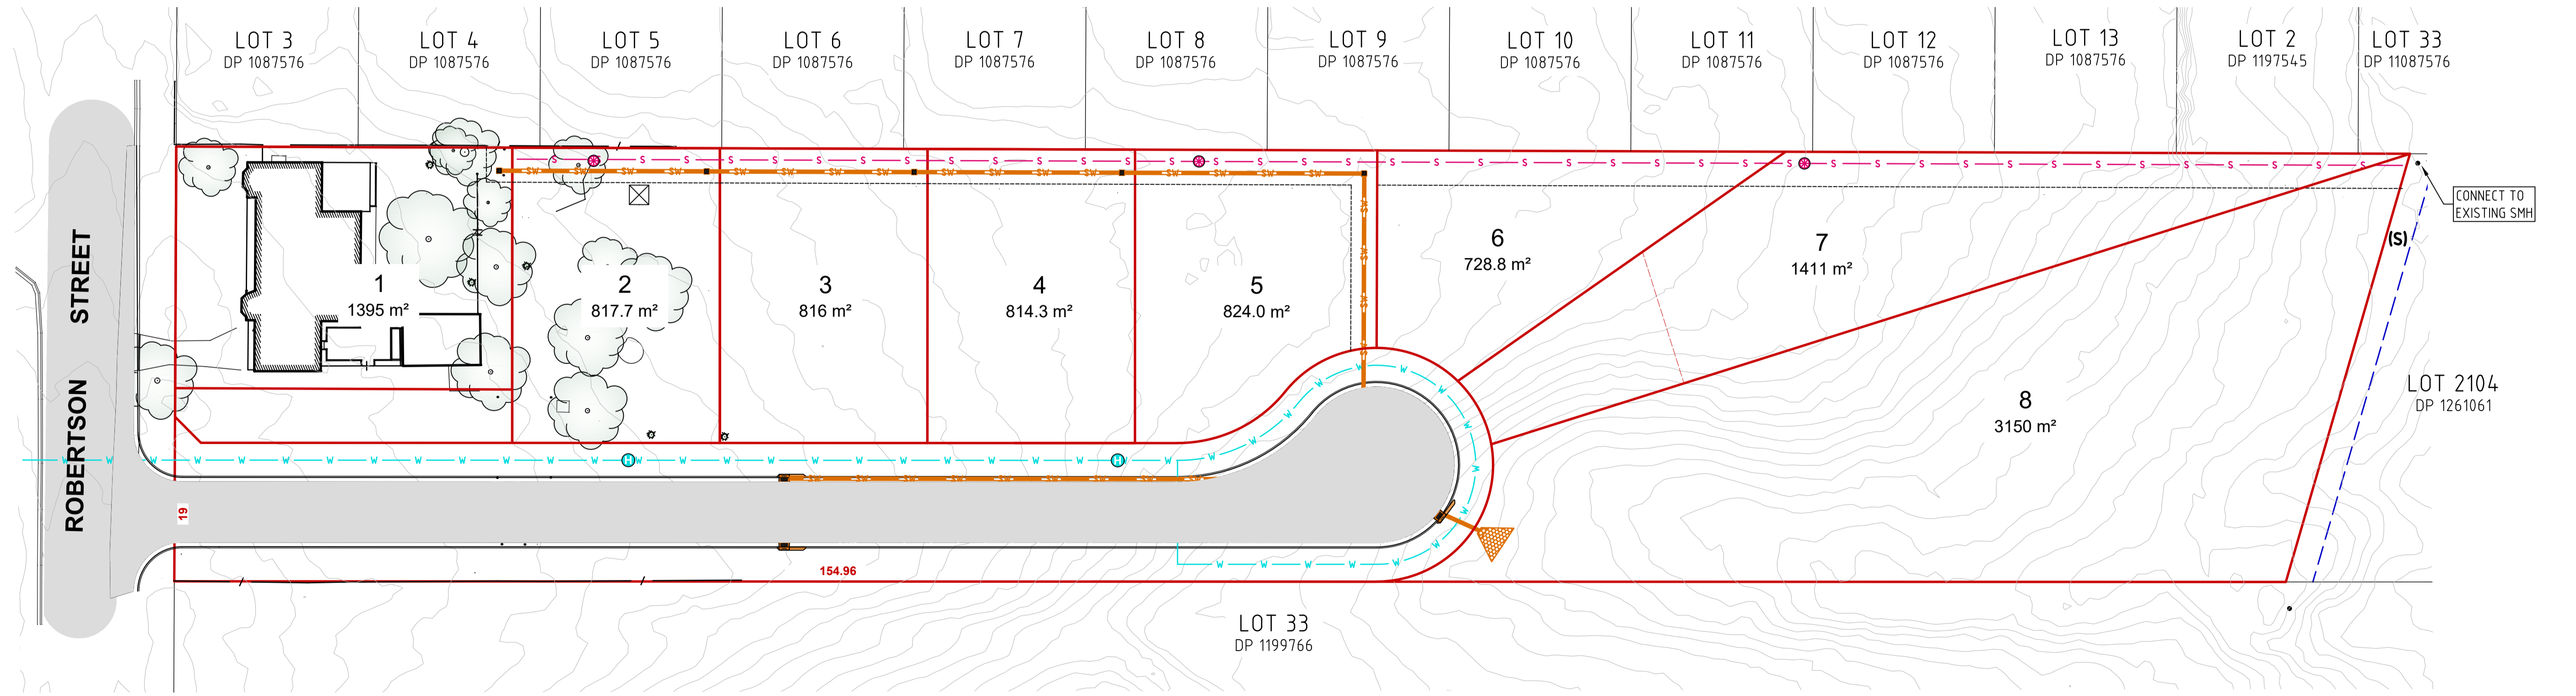 LOT 3
DP 1087576
LOT 4
DP 1087576
LOT 5
DP 1087576
LOT 6
DP 1087576
LOT 7
DP 1087576
LOT 8
DP 1087576
LOT 9
DP 1087576
LOT 10
DP 1087576
LOT 11
DP 1087576
LOT 12
DP 1087576
LOT 13
DP 1087576
LOT 2
DP 1197545
LOT 33
DP 11087576
CONNECT TO
EXISTING SMH
(S)
1
1395 m²
2
817.7 m²
3
816 m²
4
814.3 m²
5
824.0 m²
6
728.8 m²
7
1411 m²
8
3150 m²
LOT 2104
DP 1261061
ROBERTSON STREET
19
154.96
LOT 33
DP 1199766